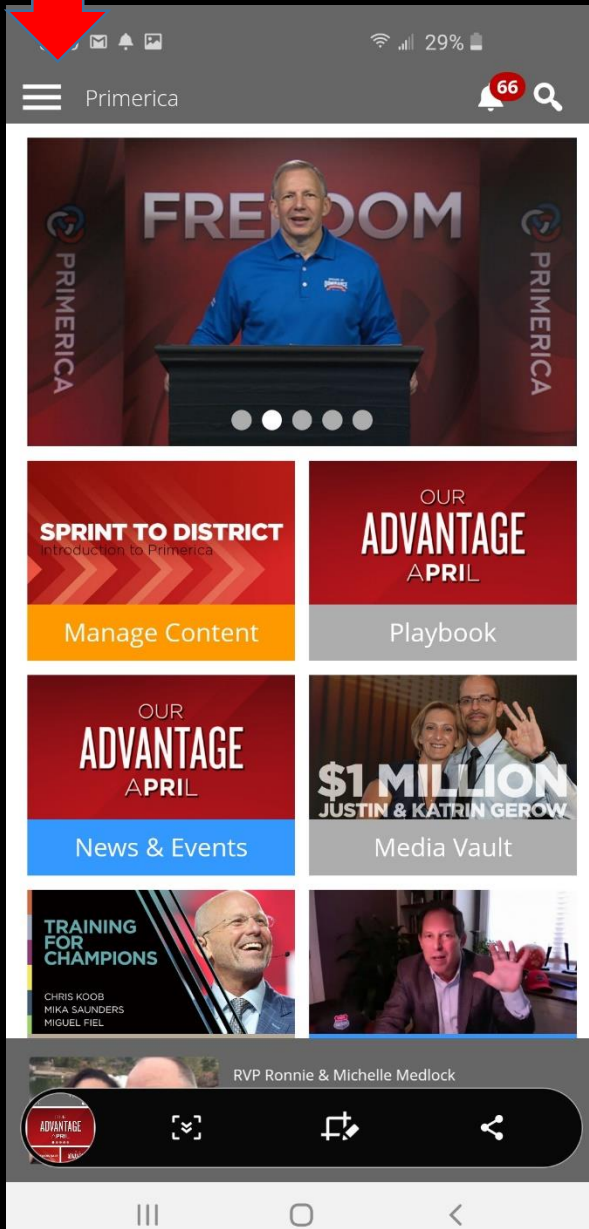 29%
Primerica
66
FREEDOM
PRIMERICA
PRIMERICA
SPRINT TO DISTRICT
Introduction to Primerica
Manage Content
OUR
ADVANTAGE
APRIL
Playbook
OUR
ADVANTAGE
APRIL
News & Events
$1 MILLION
JUSTIN & KATRIN GEROW
Media Vault
TRAINING
FOR
CHAMPIONS
CHRIS KOOB
MIKA SAUNDERS
MIGUEL FIEL
RVP Ronnie & Michelle Medlock
ADVANTAGE